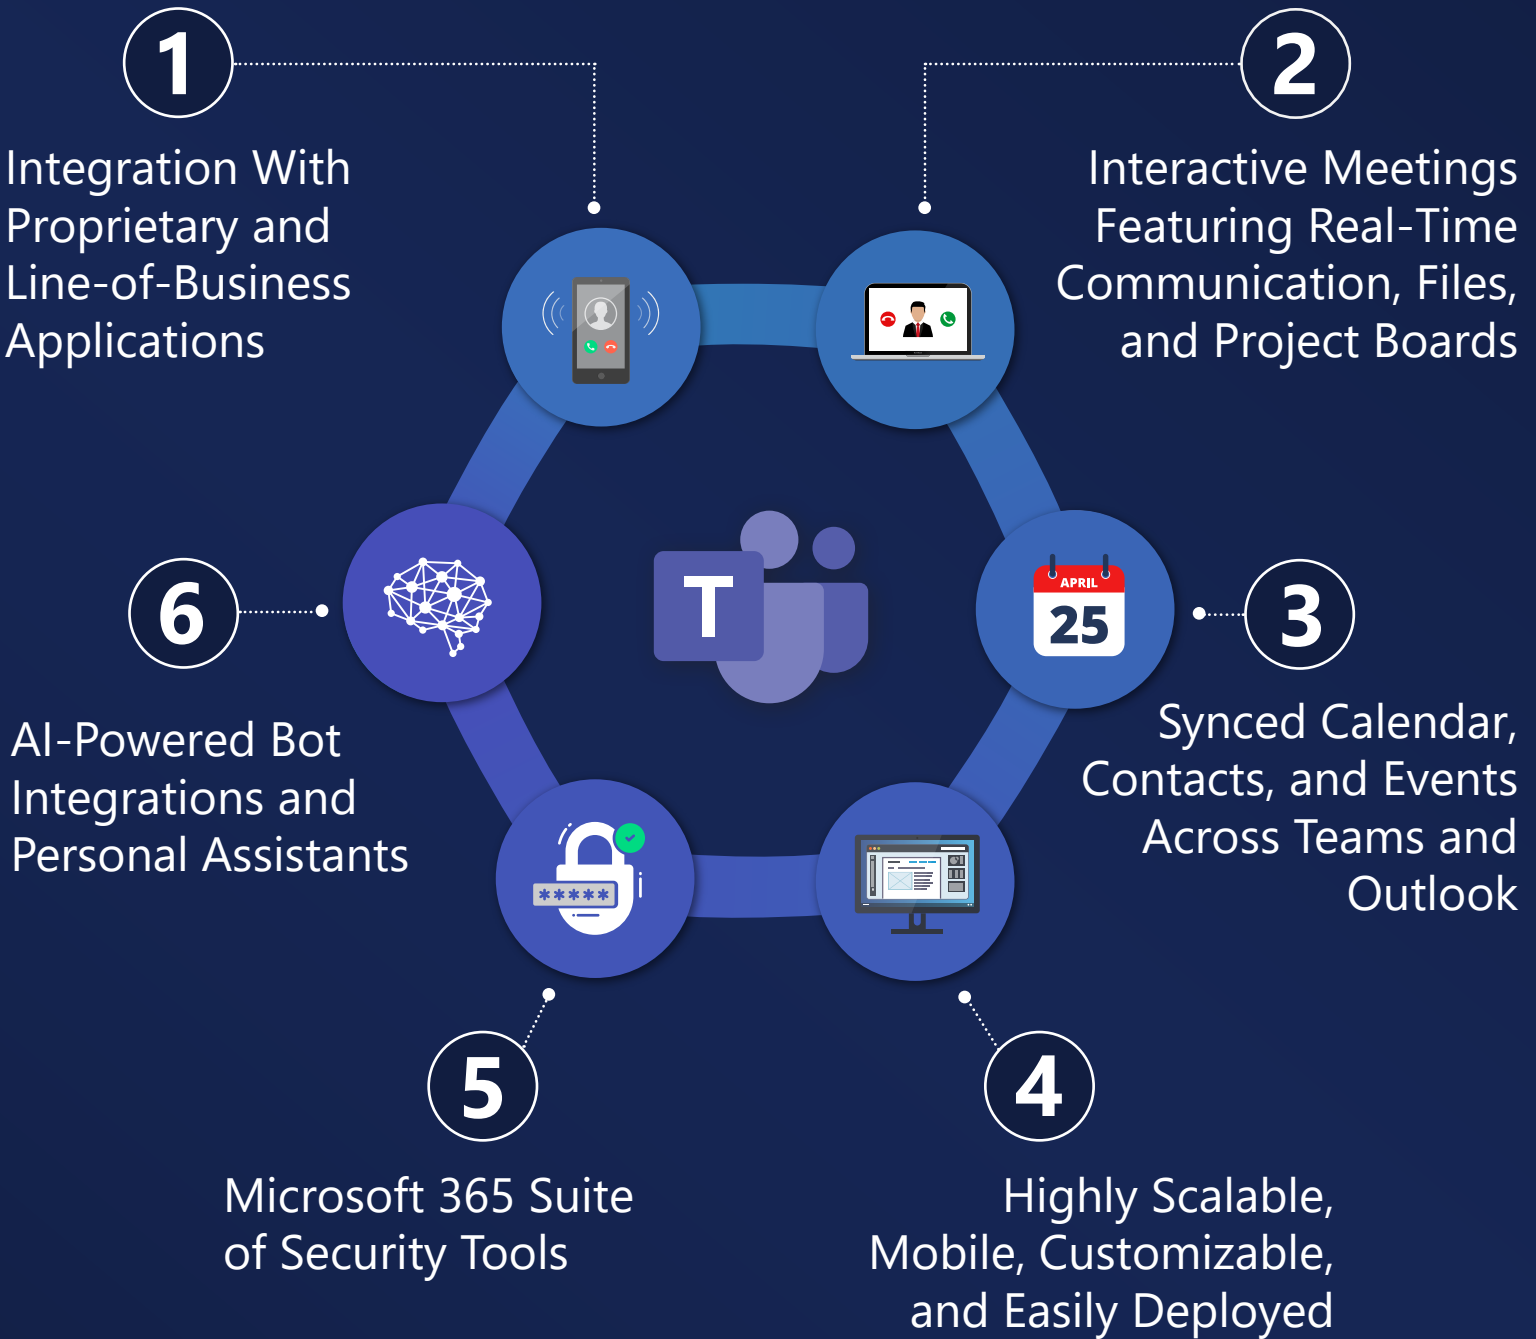 1
Integration With
Proprietary and
Line-of-Business
Applications
2
Interactive Meetings
Featuring Real-Time
Communication, Files,
and Project Boards
APRIL
25
3
Synced Calendar,
Contacts, and Events
Across Teams and
Outlook
4
Highly Scalable,
Mobile, Customizable,
and Easily Deployed
*****
5
Microsoft 365 Suite
of Security Tools
6
AI-Powered Bot
Integrations and
Personal Assistants
T